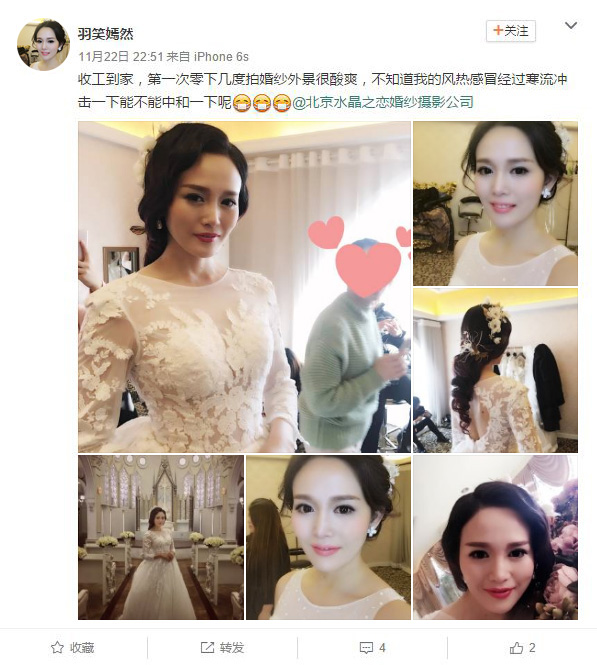 羽笑嫣然
+关注
11月22日 22:51 来自 iPhone 6s
收工到家，第一次零下几度拍婚纱外景很酸爽，不知道我的风热感冒经过寒流冲
击一下能不能中和一下呢😂😂😂@北京水晶之恋婚纱摄影公司
收藏
转发
4
2